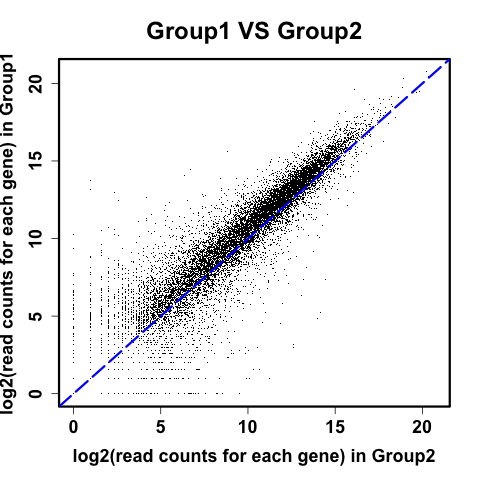 Group1 VS Group2
log2(read counts for each gene) in Group1
20
15
10
5
0
0 5 10 15 20
log2(read counts for each gene) in Group2